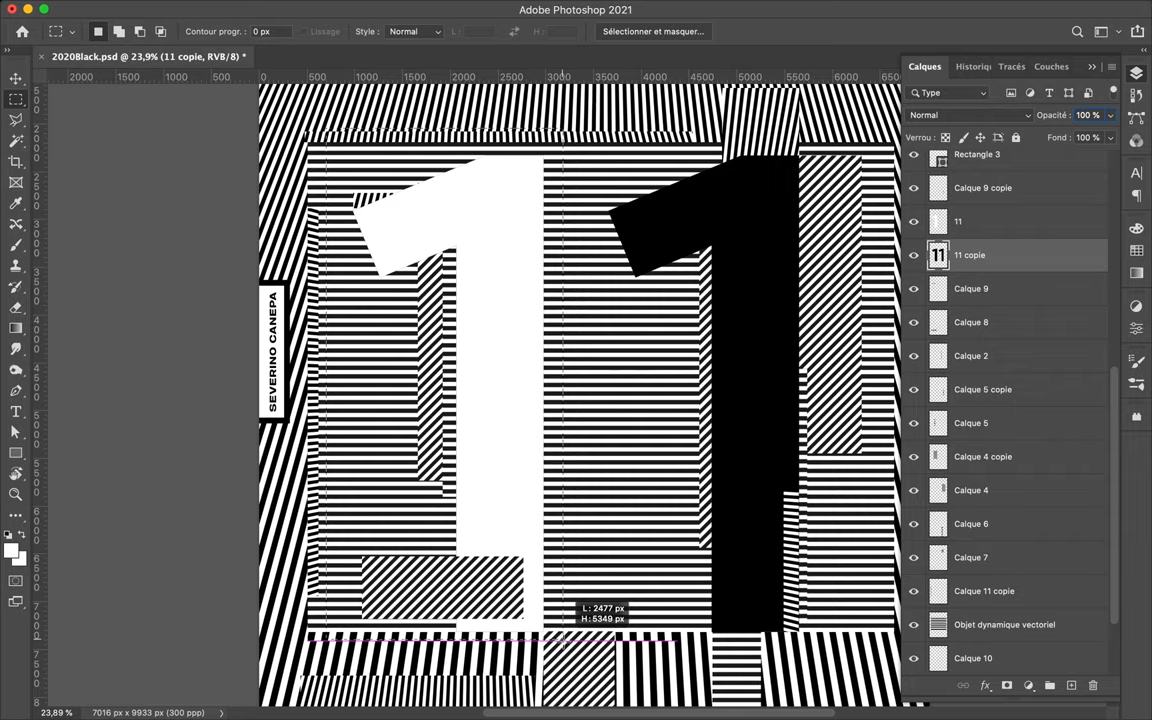 Adobe Photoshop 2021
Contour progr. : 0 px
Lissage
Style : Normal
L :
H :
Sélectionner et masquer...
2020Black.psd @ 23,9% (11 copie, RVB/8) *
2000 1500 1000 500 0 500 1000 1500 2000 2500 3000 3500 4000 4500 5000 5500 6000 650
Calques
Historiq
Tracés
Couches
Type
Normal
Opacité : 100 %
Verrou :
Fond : 100 %
Rectangle 3
Calque 9 copie
11
11 copie
Calque 9
Calque 8
Calque 2
Calque 5 copie
Calque 5
Calque 4 copie
Calque 4
Calque 6
Calque 7
Calque 11 copie
Objet dynamique vectoriel
Calque 10
SEVERINO CANEPA
11
L : 2477 px
H : 5349 px
23,89 %
7016 px x 9933 px (300 ppp)